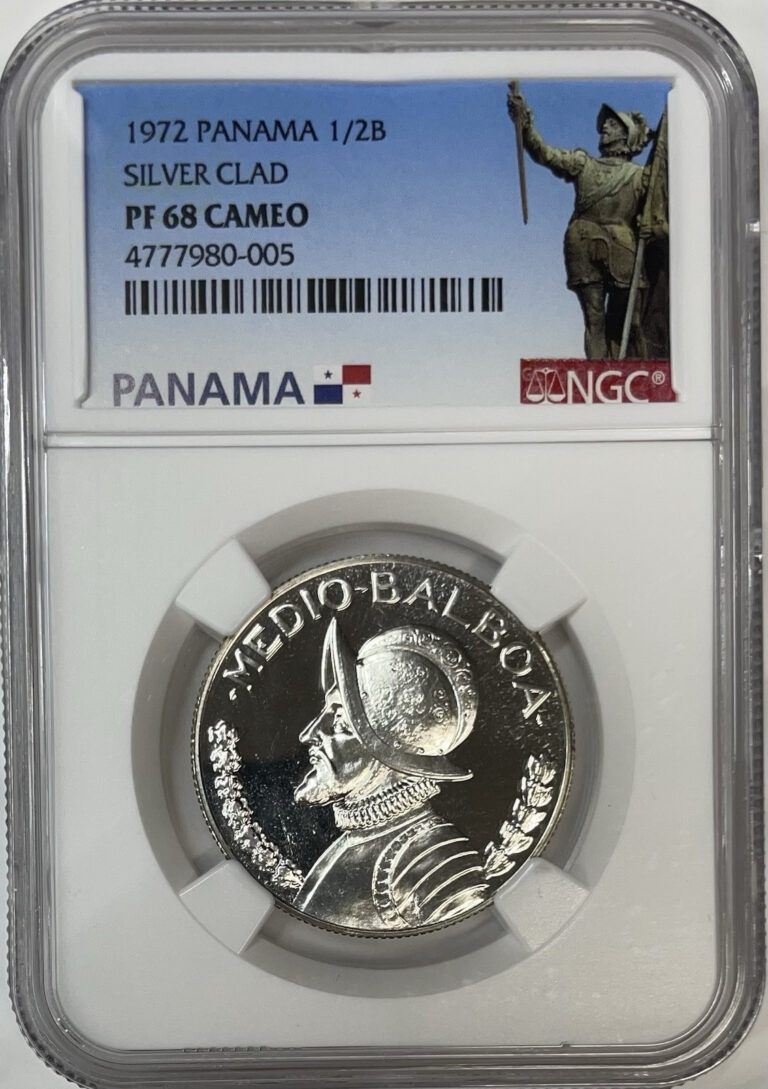 1972 PANAMA 1/2B
SILVER CLAD
PF 68 CAMEO
4777980-005
PANAMA
NGC®
·MEDIO-BALBOA·